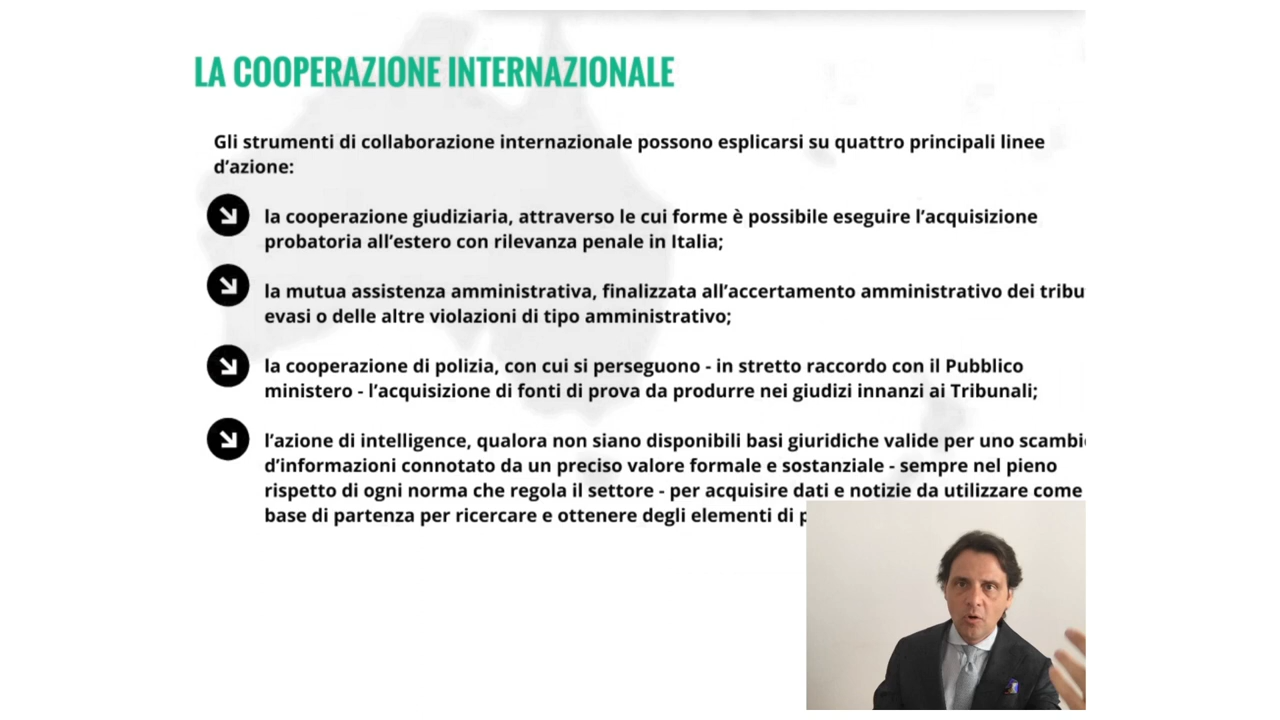 LA COOPERAZIONE INTERNAZIONALE
Gli strumenti di collaborazione internazionale possono esplicarsi su quattro principali linee
d’azione:
la cooperazione giudiziaria, attraverso le cui forme è possibile eseguire l’acquisizione
probatoria all’estero con rilevanza penale in Italia;
la mutua assistenza amministrativa, finalizzata all’accertamento amministrativo dei
evasi o delle altre violazioni di tipo amministrativo;
la cooperazione di polizia, con cui si perseguono - in stretto raccordo con il Pubblico
ministero - l’acquisizione di fonti di prova da produrre nei giudizi innanzi ai Tribunali;
l’azione di intelligence, qualora non siano disponibili basi giuridiche valide per uno
d’informazioni connotato da un preciso valore formale e sostanziale - sempre nel pieno
rispetto di ogni norma che regola il settore - per acquisire dati e notizie da utilizzare come
base di partenza per ricercare e ottenere degli elementi di